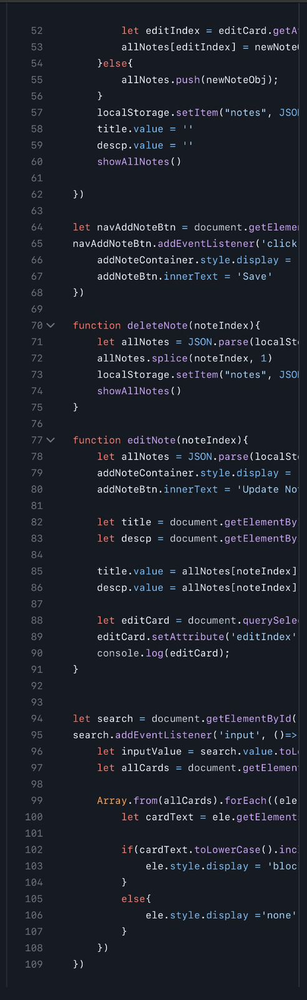 52 let editIndex = editCard.getA
53 allNotes[editIndex] = newNote
54 }else{
55 allNotes.push(newNoteObj);
56 }
57 localStorage.setItem("notes", JSO
58 title.value = ''
59 descp.value = ''
60 showAllNotes()
61
62 })
63
64 let navAddNoteBtn = document.getEleme
65 navAddNoteBtn.addEventListener('click
66 addNoteContainer.style.display =
67 addNoteBtn.innerText = 'Save'
68 })
69
70 function deleteNote(noteIndex){
71 let allNotes = JSON.parse(localSt
72 allNotes.splice(noteIndex, 1)
73 localStorage.setItem("notes", JSO
74 showAllNotes()
75 }
76
77 function editNote(noteIndex){
78 let allNotes = JSON.parse(localSt
79 addNoteContainer.style.display =
80 addNoteBtn.innerText = 'Update No
81
82 let title = document.getElementBy
83 let descp = document.getElementBy
84
85 title.value = allNotes[noteIndex]
86 descp.value = allNotes[noteIndex]
87
88 let editCard = document.querySele
89 editCard.setAttribute('editIndex'
90 console.log(editCard);
91 }
92
93
94 let search = document.getElementById(
95 search.addEventListener('input', ()=>
96 let inputValue = search.value.toL
97 let allCards = document.getElemen
98
99 Array.from(allCards).forEach((ele
100 let cardText = ele.getElement
101
102 if(cardText.toLowerCase().inc
103 ele.style.display = 'bloc
104 }
105 else{
106 ele.style.display ='none'
107 }
108 })
109 })